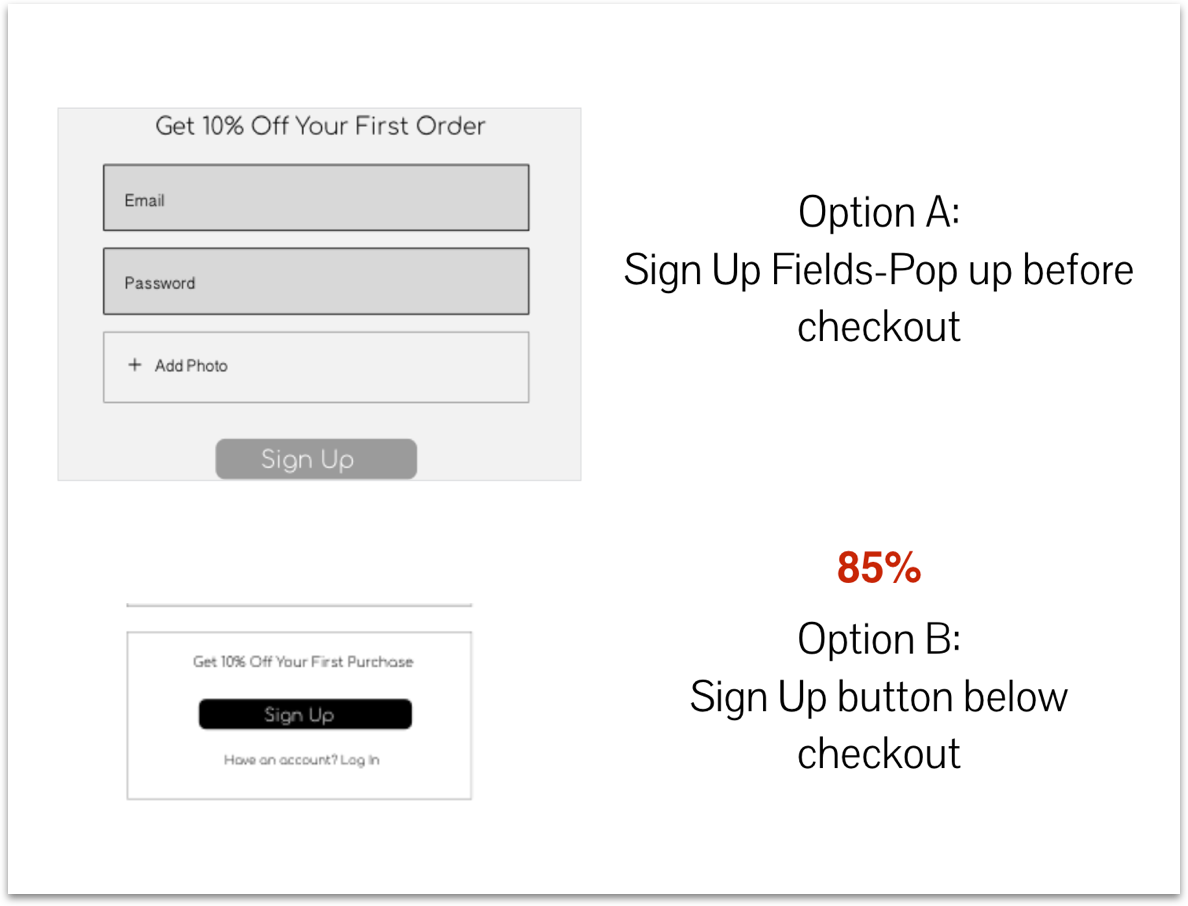 Get 10% Off Your First Order
Email
Password
+ Add Photo
Sign Up
Option A:
Sign Up Fields-Pop up before
checkout
Get 10% Off Your First Purchase
Sign Up
Have an account? Log In
85%
Option B:
Sign Up button below
checkout